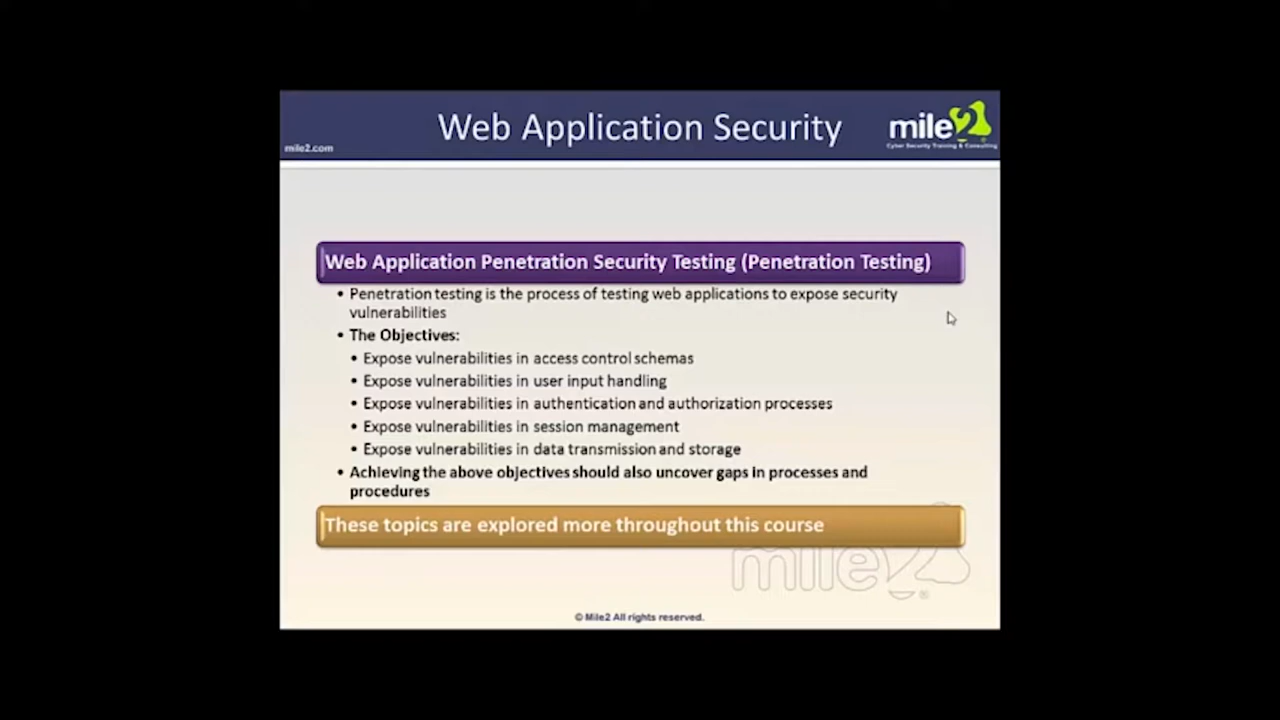 Web Application Security
mile2
Cyber Security Training & Consulting
mile2.com
Web Application Penetration Security Testing (Penetration Testing)
• Penetration testing is the process of testing web applications to expose security
vulnerabilities
• The Objectives:
• Expose vulnerabilities in access control schemas
• Expose vulnerabilities in user input handling
• Expose vulnerabilities in authentication and authorization processes
• Expose vulnerabilities in session management
• Expose vulnerabilities in data transmission and storage
• Achieving the above objectives should also uncover gaps in processes and
procedures
These topics are explored more throughout this course
mile2 ®
© Mile2 All rights reserved.